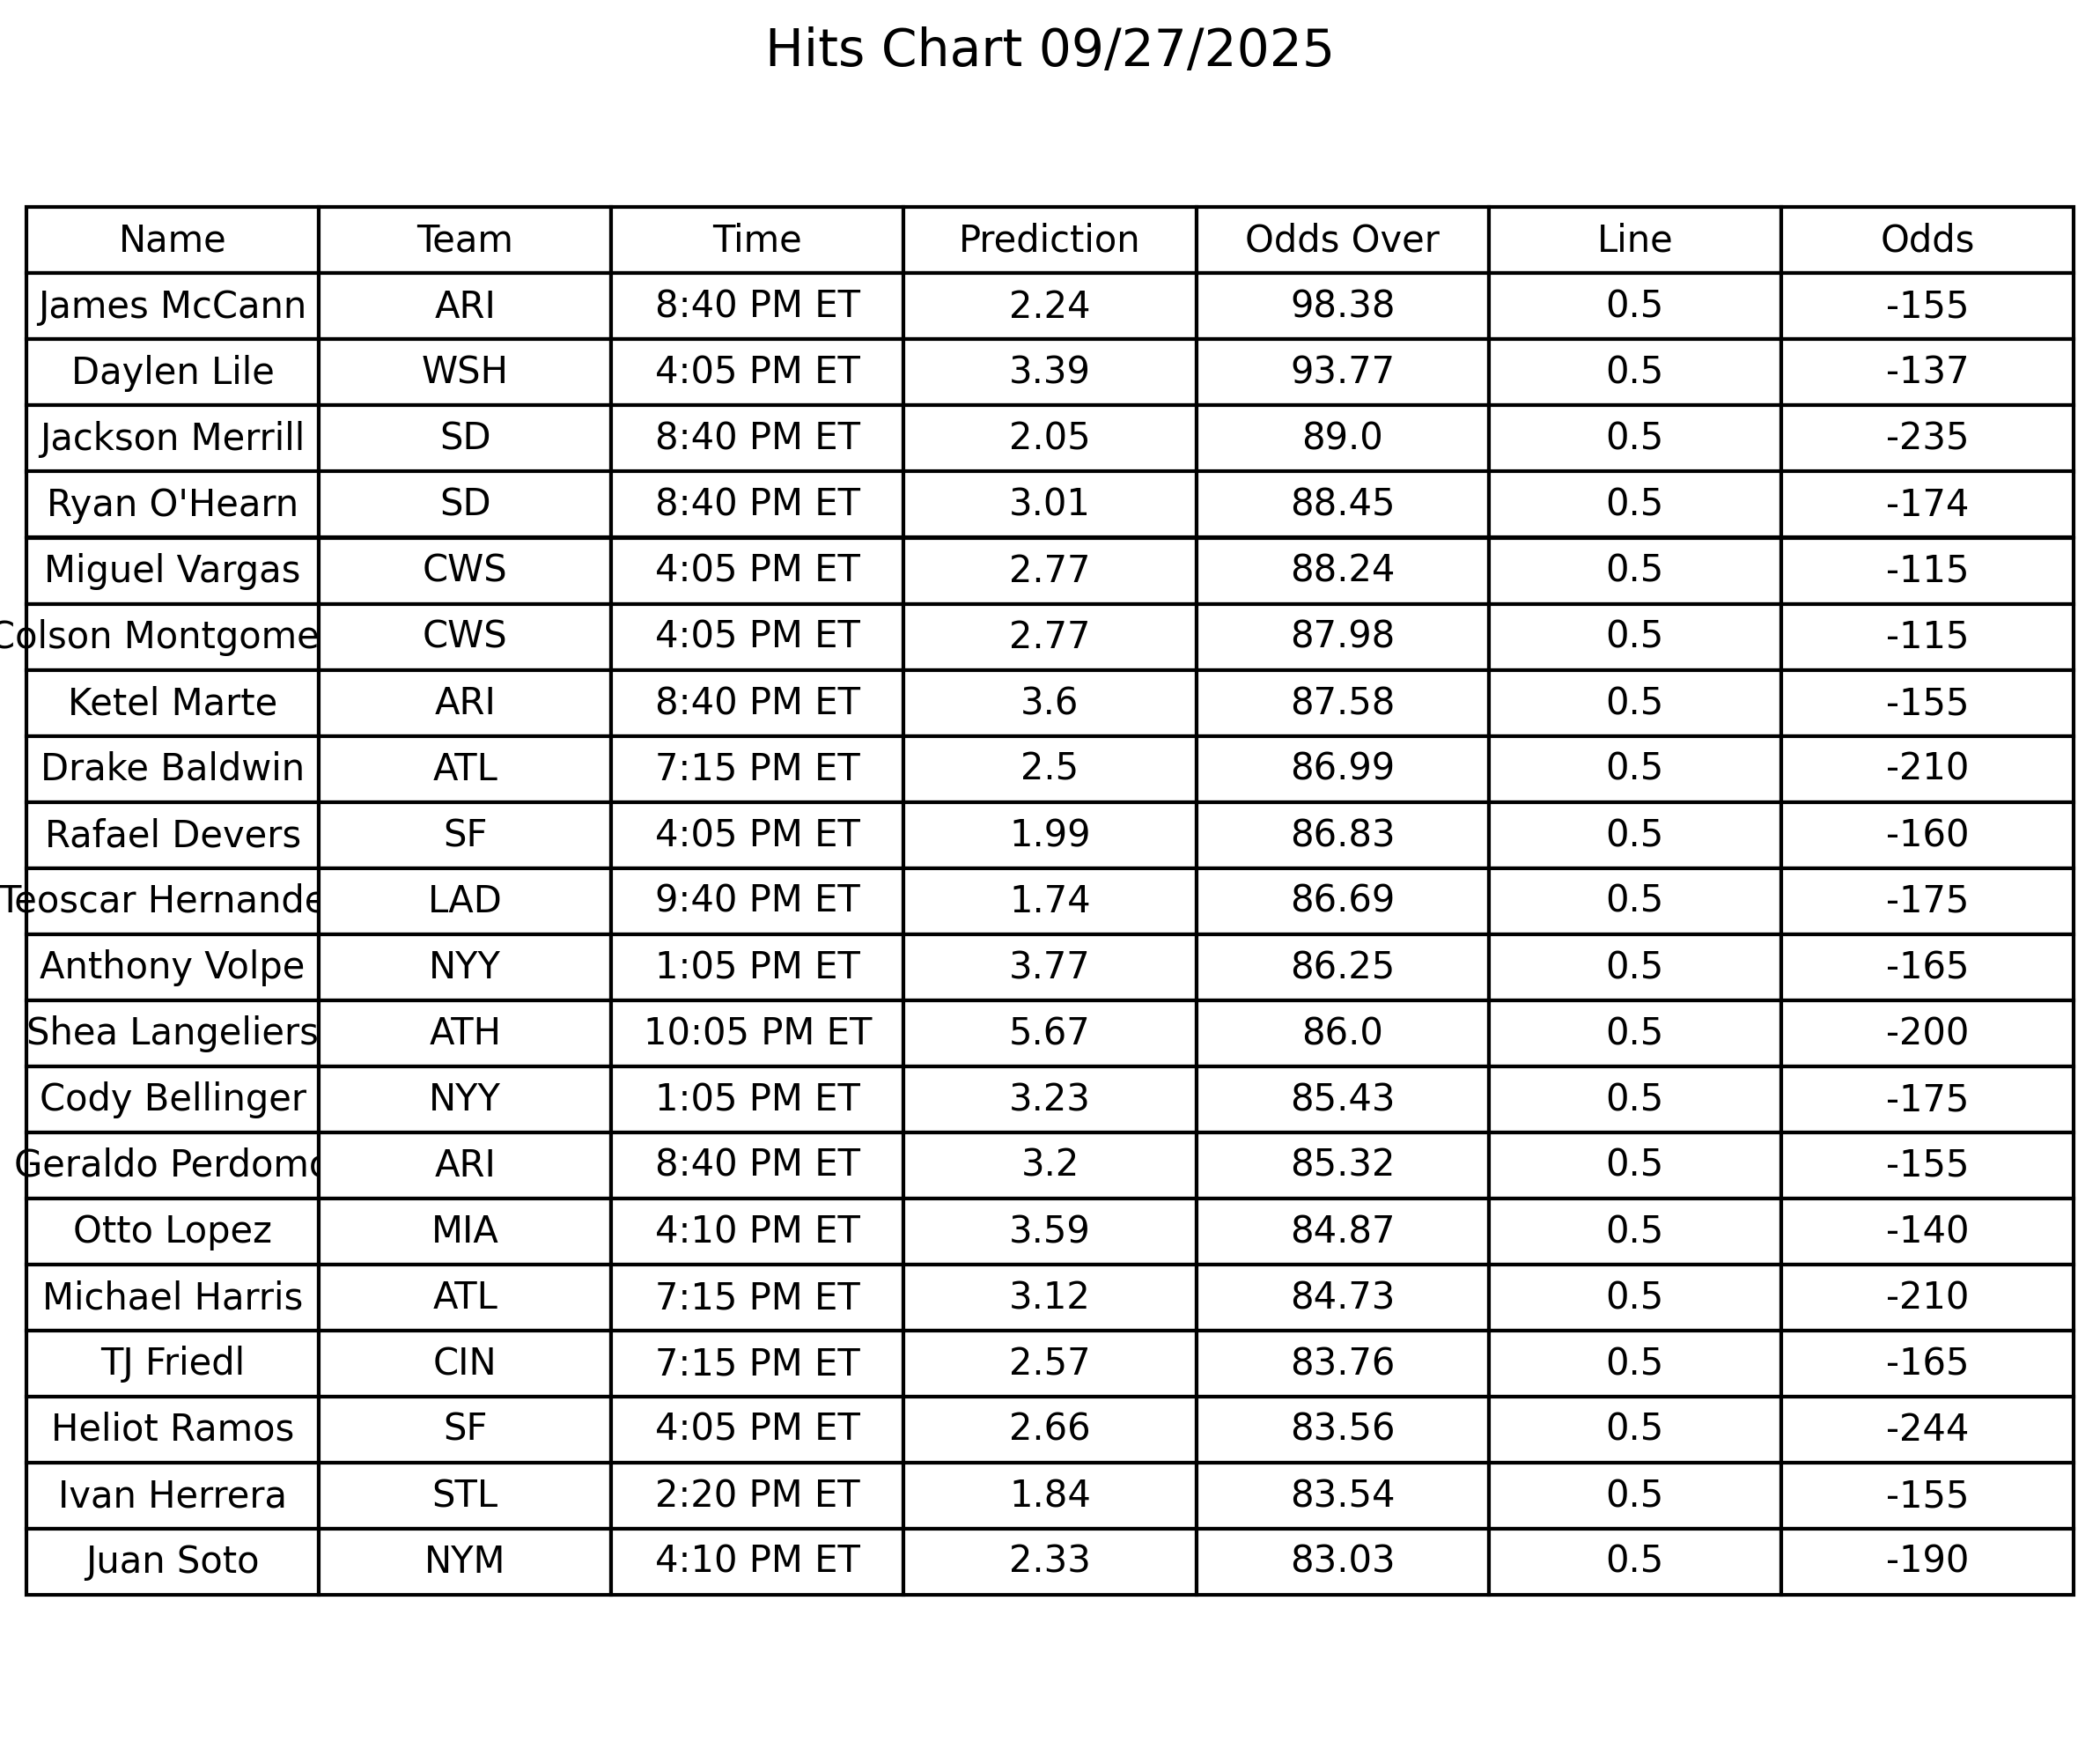 Hits Chart 09/27/2025
Name Team Time Prediction Odds Over Line Odds
James McCann ARI 8:40 PM ET 2.24 98.38 0.5 -155
Daylen Lile WSH 4:05 PM ET 3.39 93.77 0.5 -137
Jackson Merrill SD 8:40 PM ET 2.05 89.0 0.5 -235
Ryan O'Hearn SD 8:40 PM ET 3.01 88.45 0.5 -174
Miguel Vargas CWS 4:05 PM ET 2.77 88.24 0.5 -115
Colson Montgome CWS 4:05 PM ET 2.77 87.98 0.5 -115
Ketel Marte ARI 8:40 PM ET 3.6 87.58 0.5 -155
Drake Baldwin ATL 7:15 PM ET 2.5 86.99 0.5 -210
Rafael Devers SF 4:05 PM ET 1.99 86.83 0.5 -160
Teoscar Hernande LAD 9:40 PM ET 1.74 86.69 0.5 -175
Anthony Volpe NYY 1:05 PM ET 3.77 86.25 0.5 -165
Shea Langeliers ATH 10:05 PM ET 5.67 86.0 0.5 -200
Cody Bellinger NYY 1:05 PM ET 3.23 85.43 0.5 -175
Geraldo Perdomo ARI 8:40 PM ET 3.2 85.32 0.5 -155
Otto Lopez MIA 4:10 PM ET 3.59 84.87 0.5 -140
Michael Harris ATL 7:15 PM ET 3.12 84.73 0.5 -210
TJ Friedl CIN 7:15 PM ET 2.57 83.76 0.5 -165
Heliot Ramos SF 4:05 PM ET 2.66 83.56 0.5 -244
Ivan Herrera STL 2:20 PM ET 1.84 83.54 0.5 -155
Juan Soto NYM 4:10 PM ET 2.33 83.03 0.5 -190